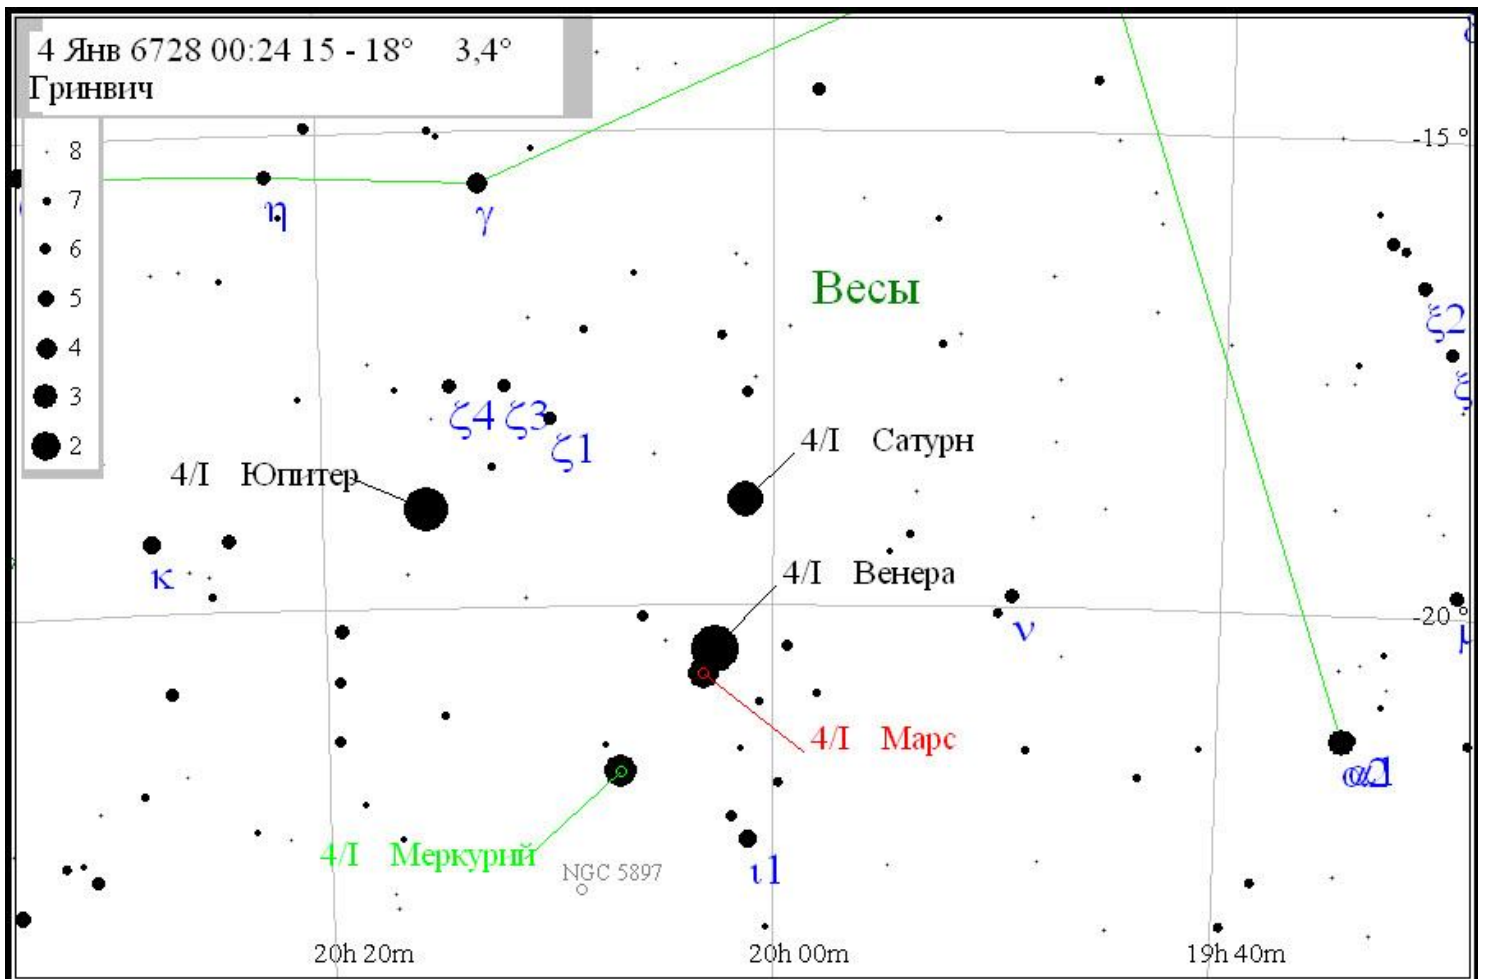 4 Янв 6728 00:24 15 - 18° 3,4°
Гринвич
-15 °
8
7
η
γ
6
Весы
5
ξ2
4
ξ
3
ζ4 ζ3
2
ζ1
4/I Сатурн
4/I Юпитер
4/I Венера
κ
-20 °
ν
μ
4/I Марс
4/I Меркурий
NGC 5897
ι1
20h 20m
20h 00m
19h 40m